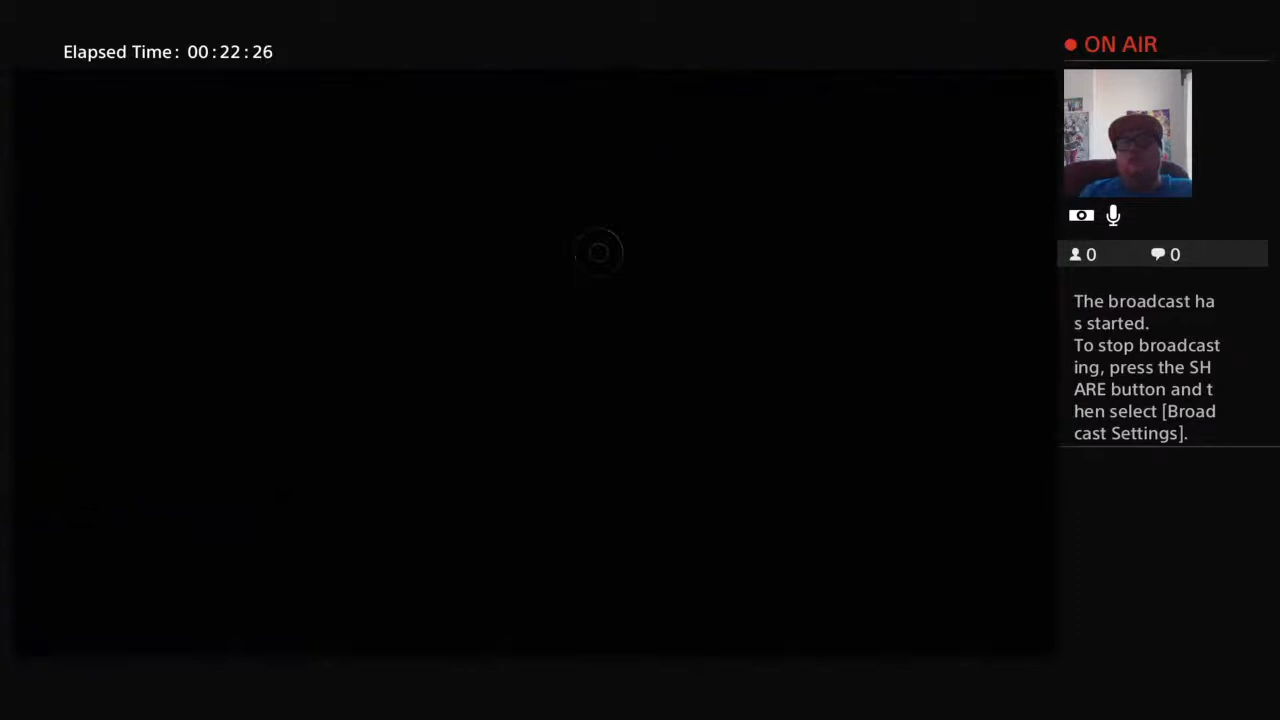 Elapsed Time: 00:22:26
ON AIR
0
0
The broadcast ha
s started.
To stop broadcast
ing, press the SH
ARE button and t
hen select [Broad
cast Settings].